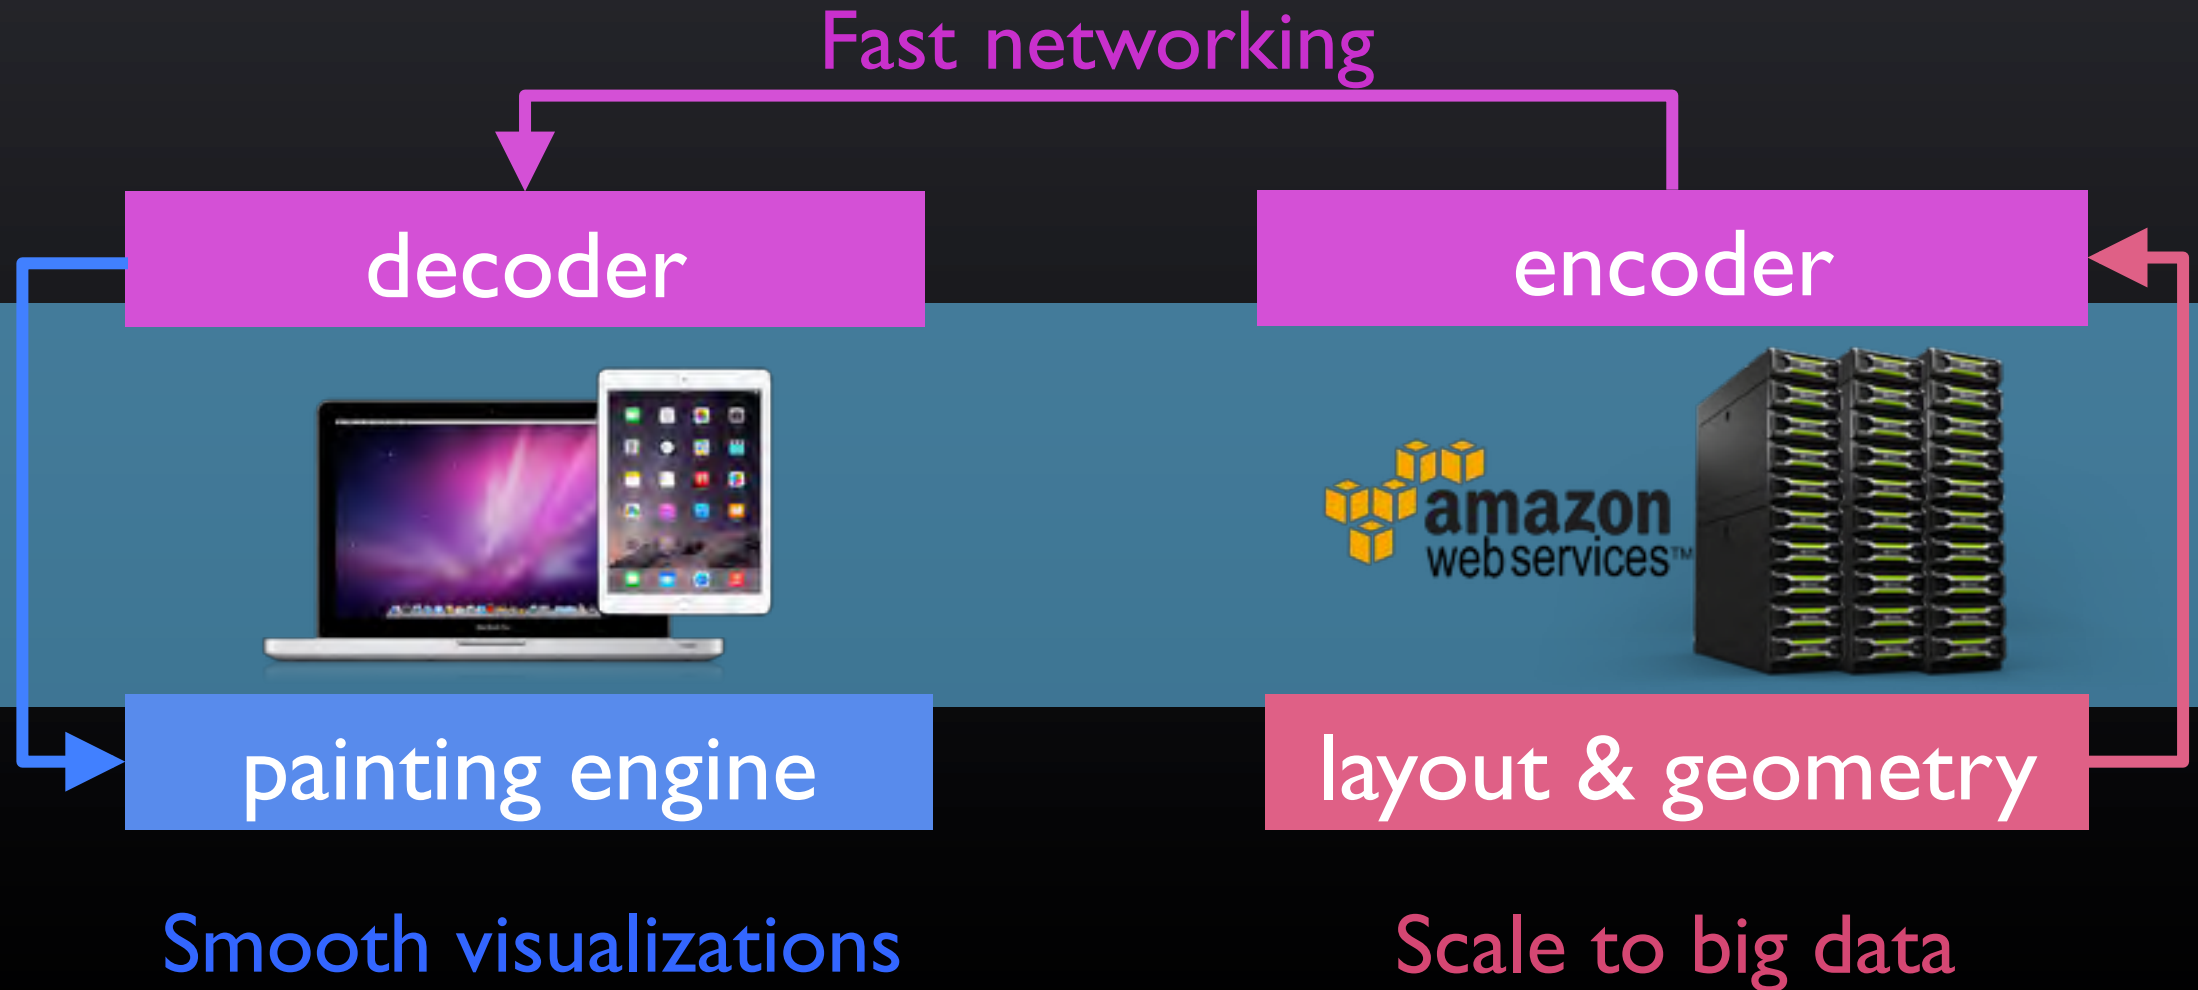 Fast networking
decoder
encoder
amazon
webservices™
painting engine
layout & geometry
Smooth visualizations
Scale to big data